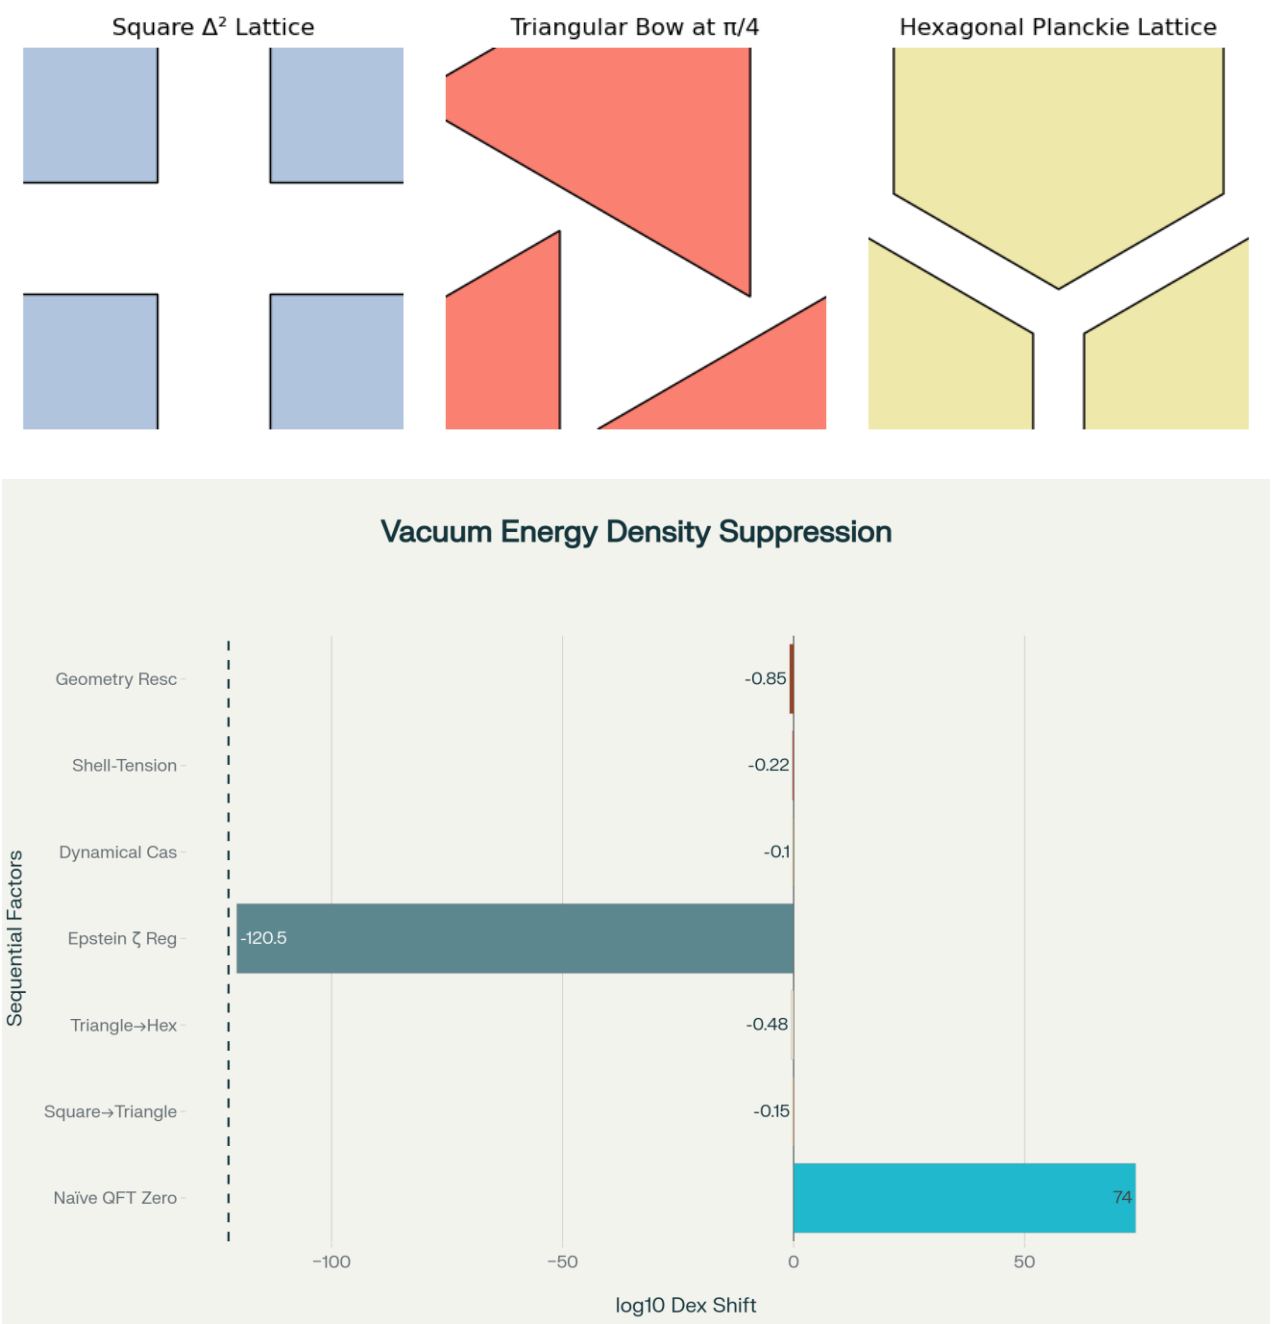 Square Δ² Lattice
Triangular Bow at π/4
Hexagonal Planckie Lattice
Vacuum Energy Density Suppression
Sequential Factors
Geometry Resc
-0.85
Shell-Tension
-0.22
Dynamical Cas
-0.1
Epstein ζ Reg
-120.5
Triangle→Hex
-0.48
Square→Triangle
-0.15
Naïve QFT Zero
74
−100
−50
0
50
log10 Dex Shift